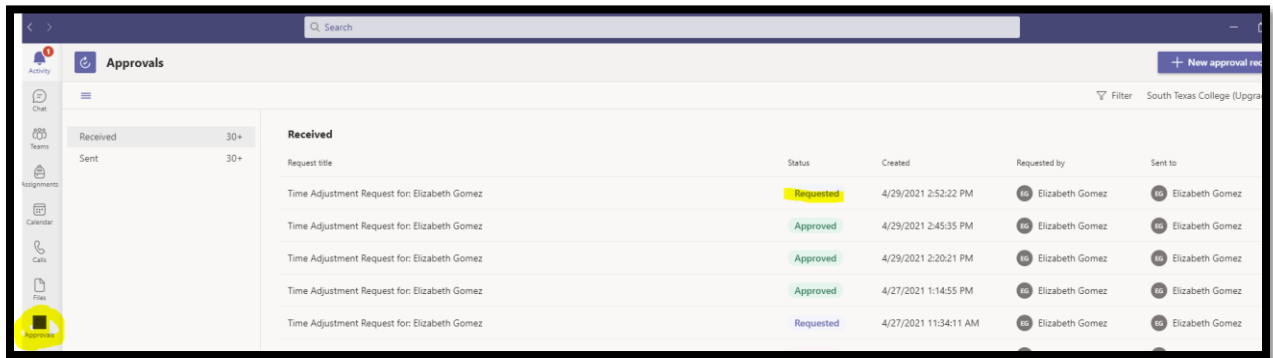 Search
1
Activity
Approvals
+ New approval rec
Chat
Filter South Texas College (Upgra
Teams
Received 30+
Sent 30+
Assignments
Calendar
Calls
Files
Approvals
Received
Request title Status Created Requested by Sent to
Time Adjustment Request for: Elizabeth Gomez Requested 4/29/2021 2:52:22 PM EG Elizabeth Gomez EG Elizabeth Gomez
Time Adjustment Request for: Elizabeth Gomez Approved 4/29/2021 2:45:35 PM EG Elizabeth Gomez EG Elizabeth Gomez
Time Adjustment Request for: Elizabeth Gomez Approved 4/29/2021 2:20:21 PM EG Elizabeth Gomez EG Elizabeth Gomez
Time Adjustment Request for: Elizabeth Gomez Approved 4/27/2021 1:14:55 PM EG Elizabeth Gomez EG Elizabeth Gomez
Time Adjustment Request for: Elizabeth Gomez Requested 4/27/2021 11:34:11 AM EG Elizabeth Gomez EG Elizabeth Gomez